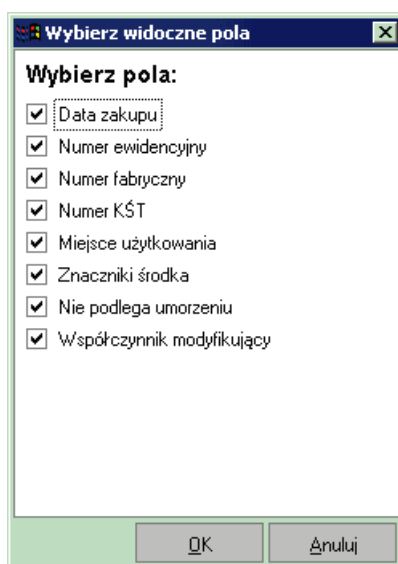 Wybierz widoczne pola
Wybierz pola:
Data zakupu
Numer ewidencyjny
Numer fabryczny
Numer KŚT
Miejsce użytkowania
Znaczniki środka
Nie podlega umorzeniu
Współczynnik modyfikujący
OK
Anuluj